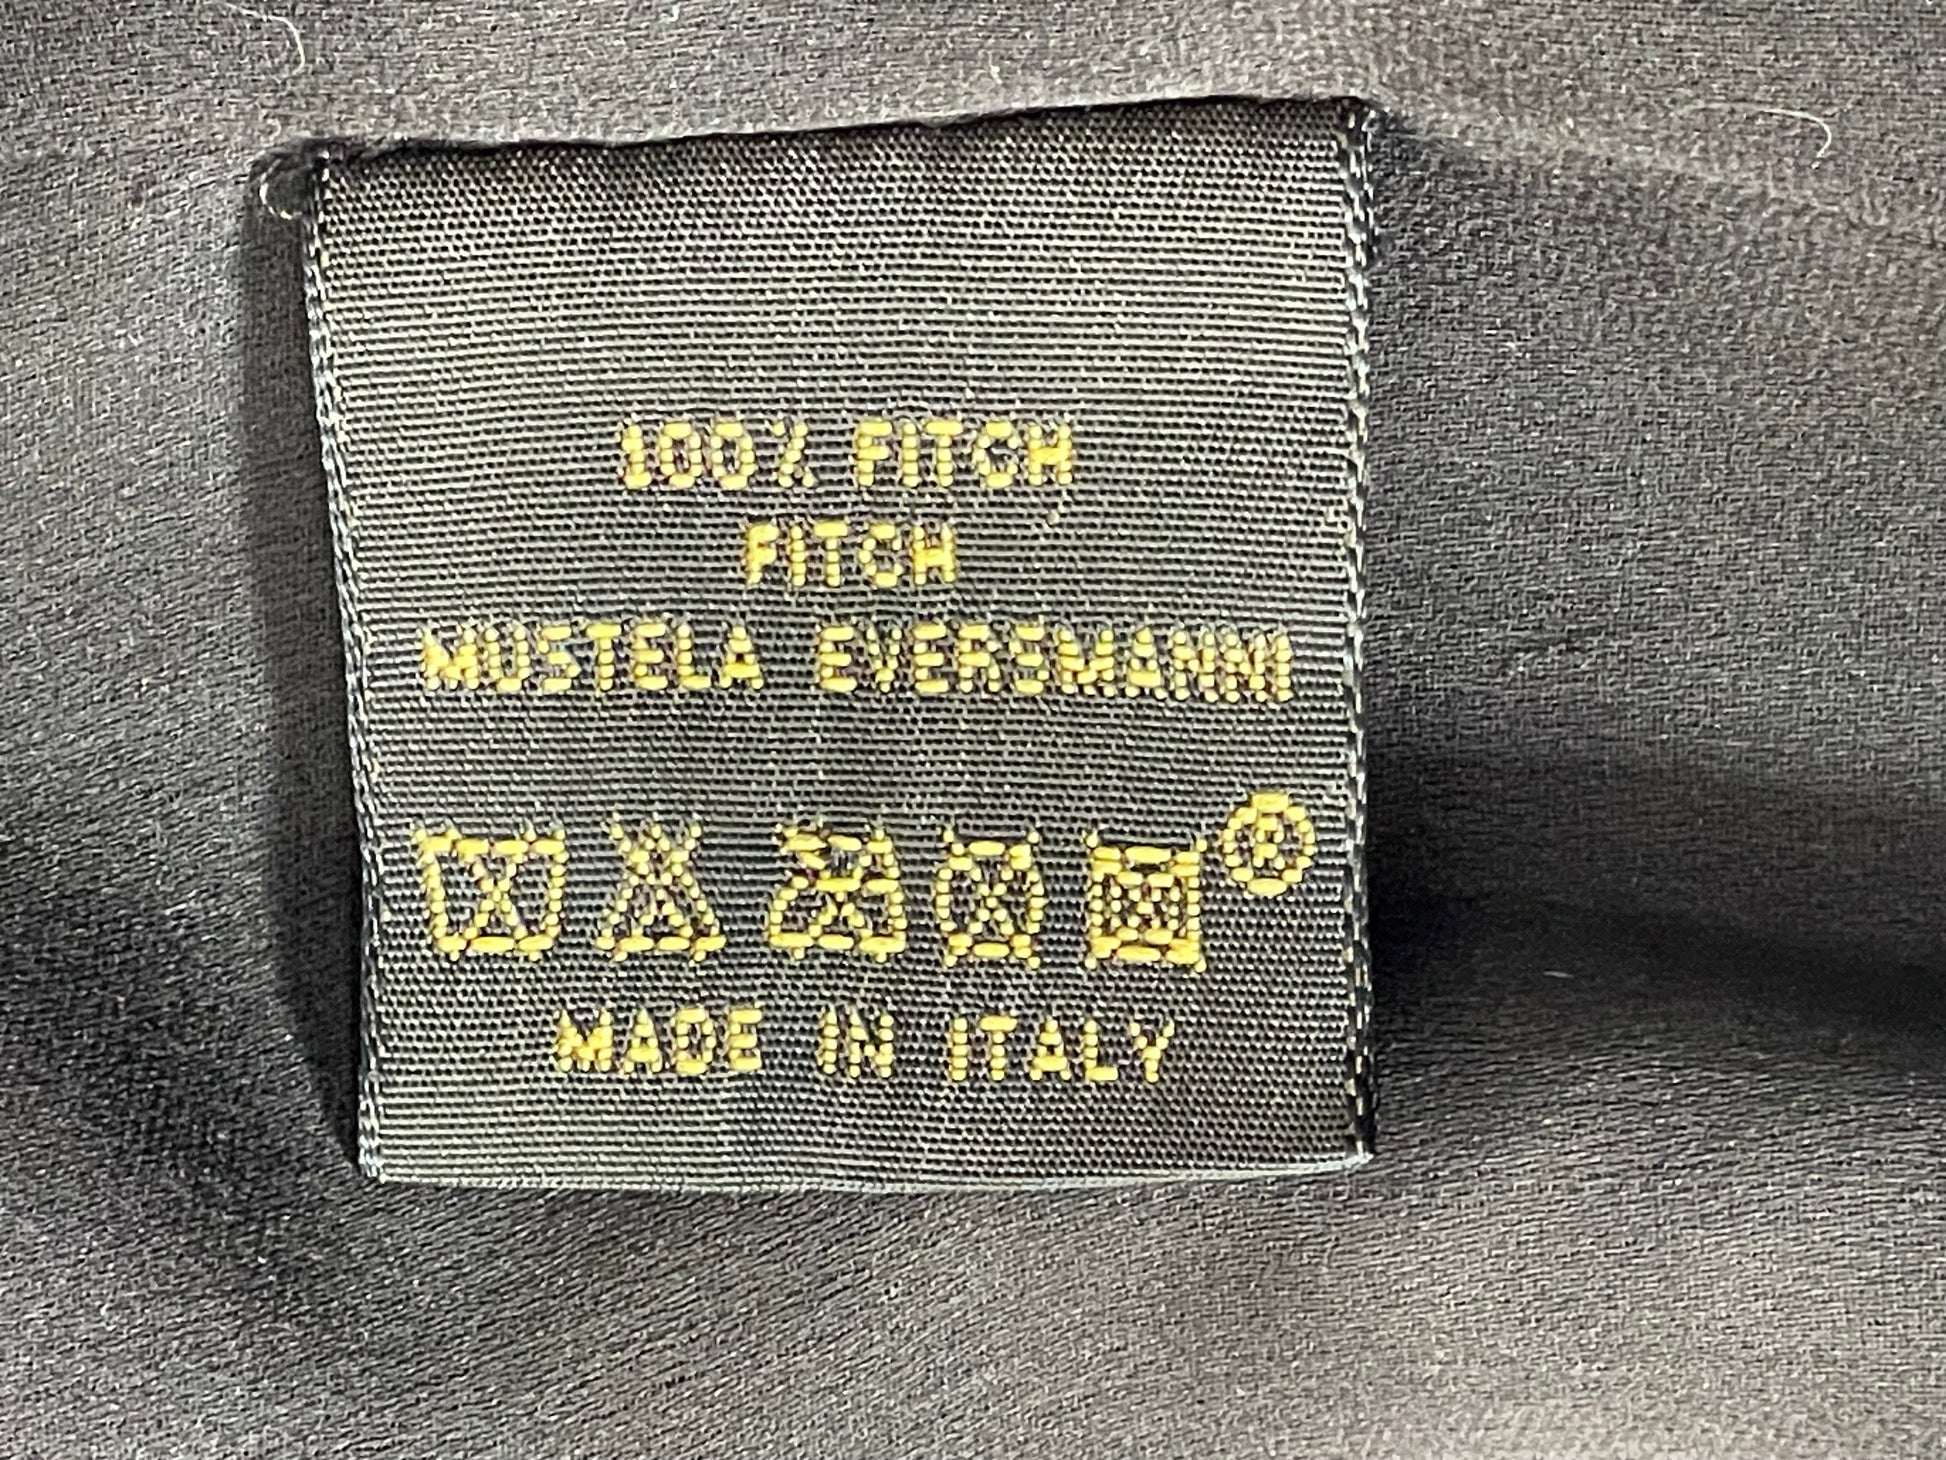 100% FITCH
FITCH
MUSTELA EVERSMANNI
®
MADE IN ITALY